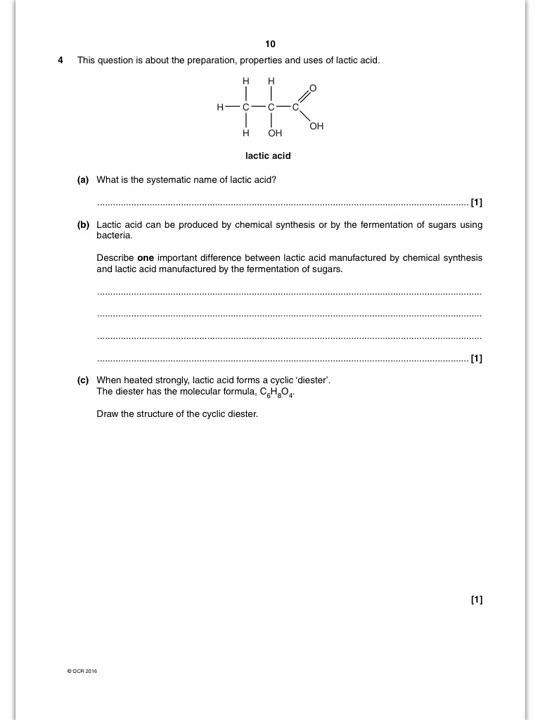 10
4 This question is about the preparation, properties and uses of lactic acid.
H H
O
H C C C
OH
H OH
lactic acid
(a) What is the systematic name of lactic acid?
.......................................................................................................................................... [1]
(b) Lactic acid can be produced by chemical synthesis or by the fermentation of sugars using
bacteria.
Describe one important difference between lactic acid manufactured by chemical synthesis
and lactic acid manufactured by the fermentation of sugars.
..........................................................................................................................................
..........................................................................................................................................
..........................................................................................................................................
.......................................................................................................................................... [1]
(c) When heated strongly, lactic acid forms a cyclic ‘diester’.
The diester has the molecular formula, C₆H₈O₄.
Draw the structure of the cyclic diester.
[1]
© OCR 2016